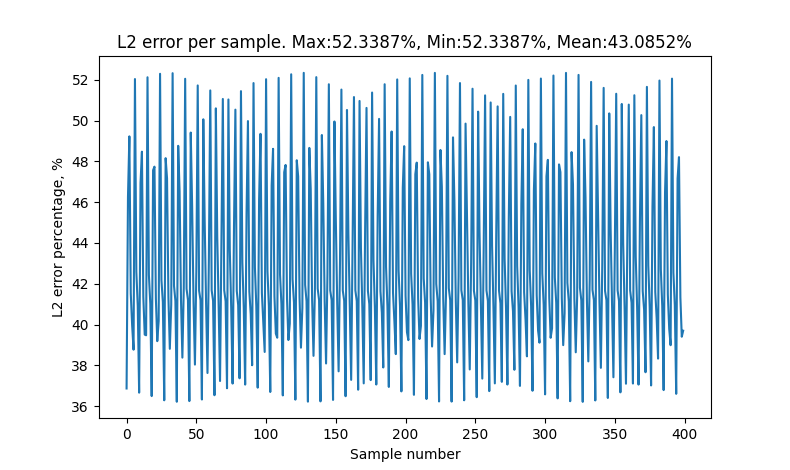 L2 error per sample. Max:52.3387%, Min:52.3387%, Mean:43.0852%
52
50
48
46
44
42
40
38
36
L2 error percentage, %
0 50 100 150 200 250 300 350 400
Sample number